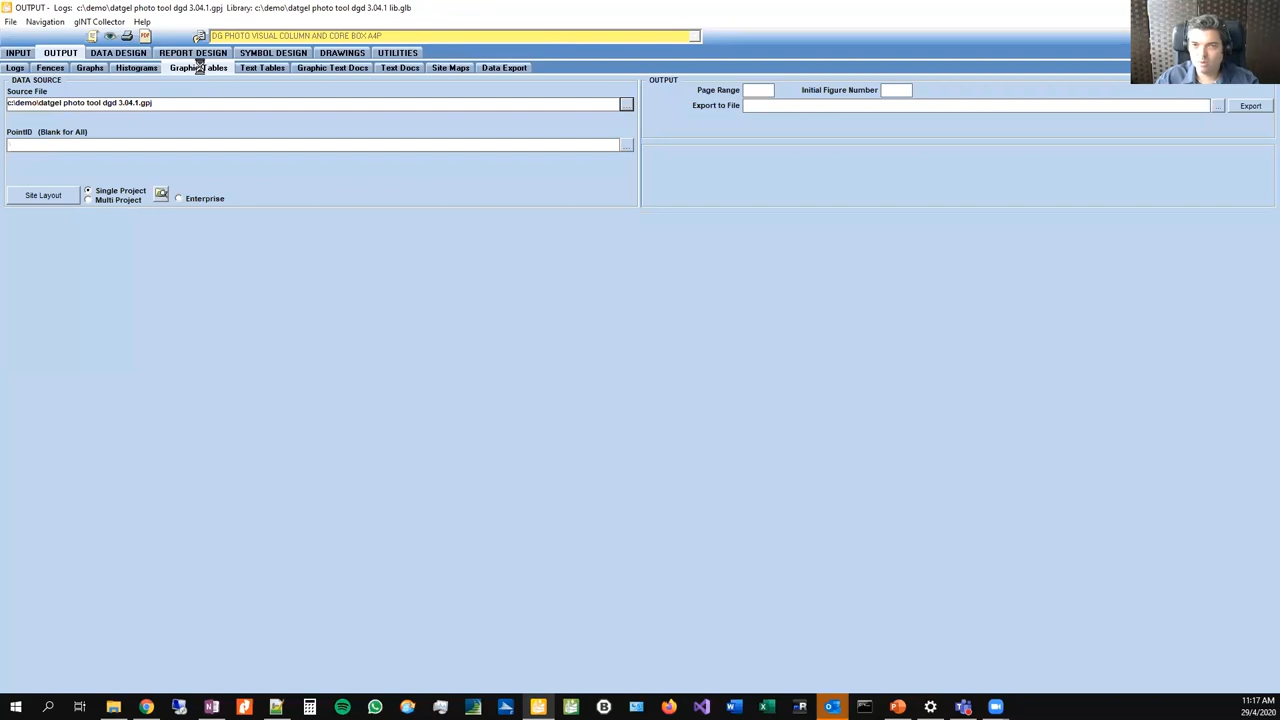 OUTPUT - Logs: c:\demo\datgel photo tool dgd 3.04.1.gpj Library: c:\demo\datgel photo tool dgd 3.04.1 lib.glb
File Navigation gINT Collector Help
PDF DG PHOTO VISUAL COLUMN AND CORE BOX A4P
INPUT OUTPUT DATA DESIGN REPORT DESIGN SYMBOL DESIGN DRAWINGS UTILITIES
Logs Fences Graphs Histograms Graphic Tables Text Tables Graphic Text Docs Text Docs Site Maps Data Export
DATA SOURCE
Source File
c:\demo\datgel photo tool dgd 3.04.1.gpj
...
PointID (Blank for All)
...
Site Layout
Single Project
Multi Project
Enterprise
OUTPUT
Page Range Initial Figure Number
Export to File ... Export
11:17 AM
29/4/2020